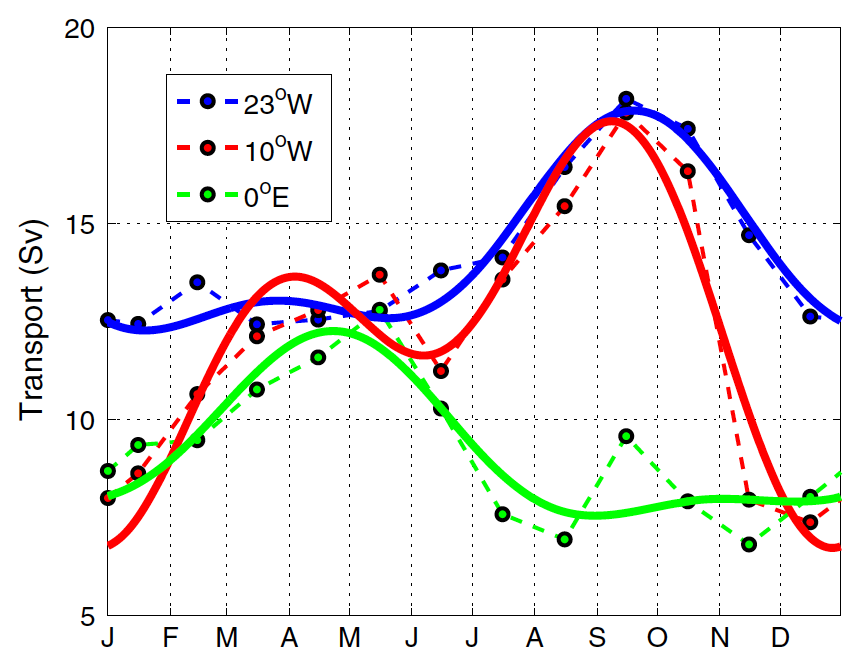 20
23°W
10°W
0°E
15
Transport (Sv)
10
5
J F M A M J J A S O N D